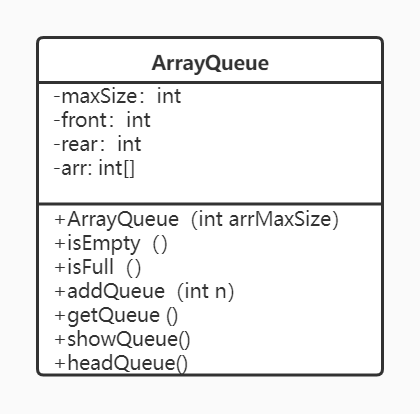 ArrayQueue
-maxSize：int
-front：int
-rear：int
-arr: int[]
+ArrayQueue（int arrMaxSize)
+isEmpty（）
+isFull（）
+addQueue（int n）
+getQueue ()
+showQueue()
+headQueue()